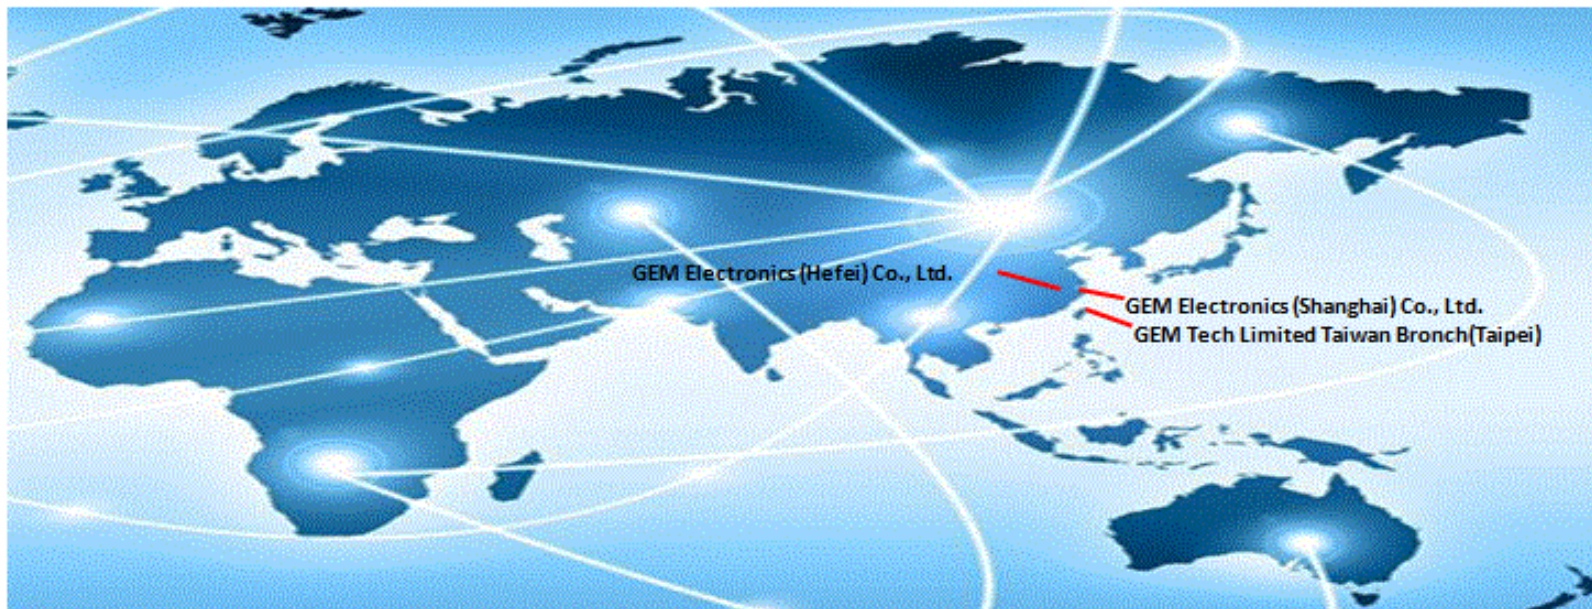 GEM Electronics (Hefei) Co., Ltd.
GEM Electronics (Shanghai) Co., Ltd.
GEM Tech Limited Taiwan Bronch(Taipei)